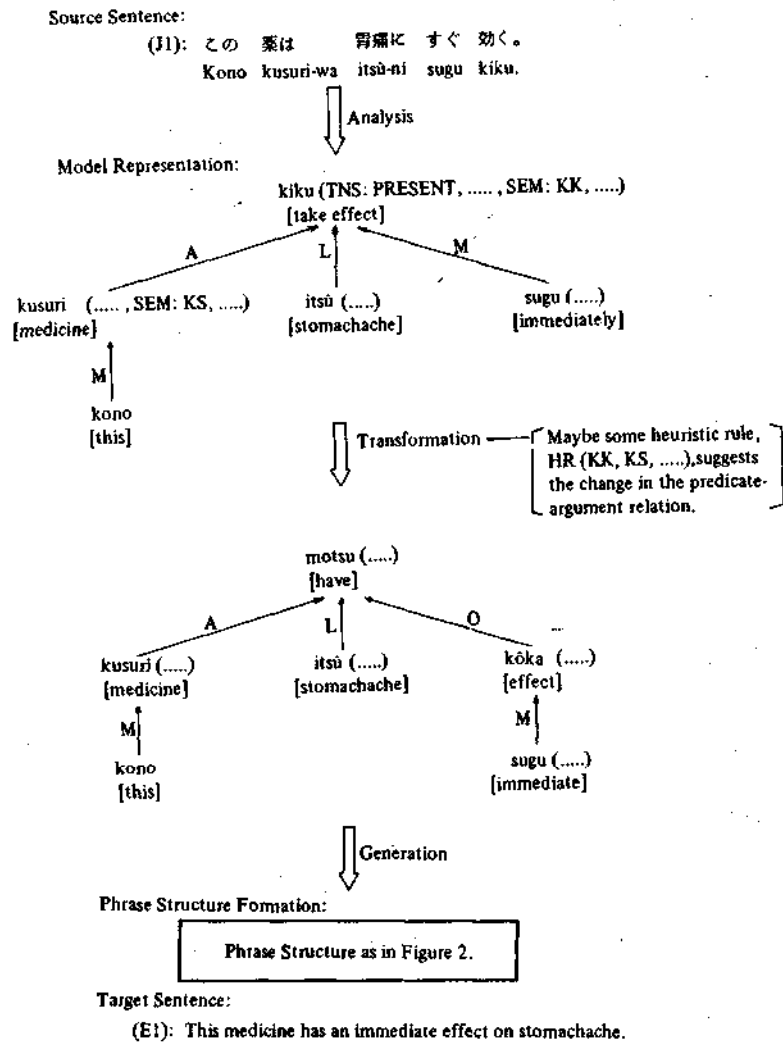 Source Sentence:
(J1): この 薬は 胃痛に すぐ 効く。
Kono kusuri-wa itsû-ni sugu kiku.
Analysis
Model Representation:
kiku (TNS: PRESENT, ....., SEM: KK, .....)
[take effect]
A L M
kusuri (....., SEM: KS, .....) itsû (.....) sugu (.....)
[medicine] [stomachache] [immediately]
M
kono
[this]
Transformation
Maybe some heuristic rule,
HR (KK, KS, .....),suggests
the change in the predicate-
argument relation.
motsu (.....)
[have]
A L O
kusuri (.....) itsû (.....) kôka (.....)
[medicine] [stomachache] [effect]
M M
kono sugu (.....)
[this] [immediate]
Generation
Phrase Structure Formation:
Phrase Structure as in Figure 2.
Target Sentence:
(E1): This medicine has an immediate effect on stomachache.